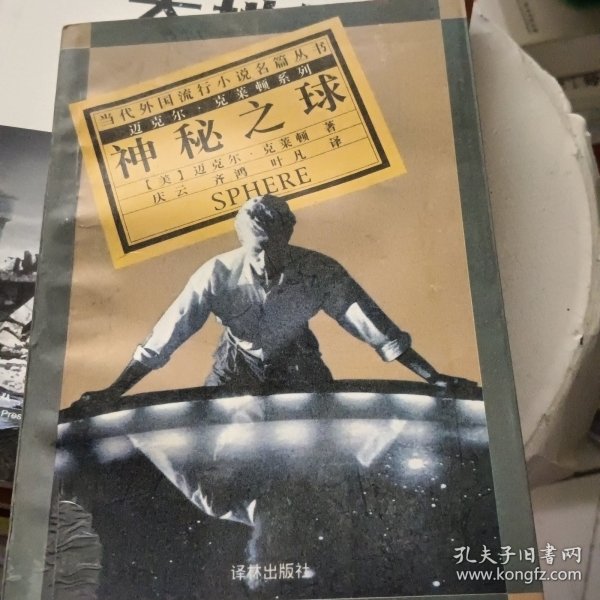 当代外国流行小说名篇丛书
迈克尔·克莱顿系列
神秘之球
【美】迈克尔·克莱顿 著
庆云 齐鸿 叶凡 译
SPHERE
译林出版社
Pres
孔夫子旧书网
www.kongfz.com